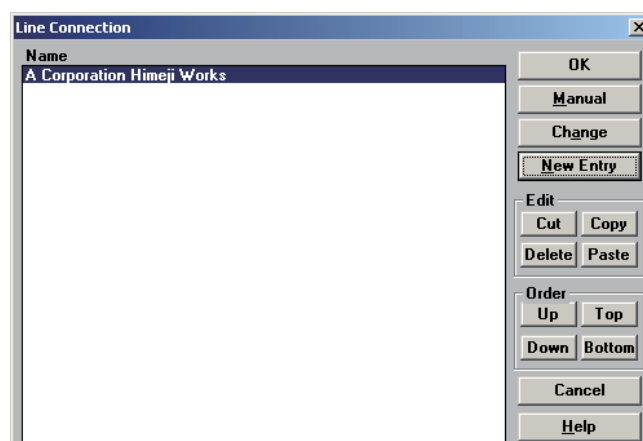 Line Connection
Name
A Corporation Himeji Works
OK
Manual
Change
New Entry
Edit
Cut Copy
Delete Paste
Order
Up Top
Down Bottom
Cancel
Help